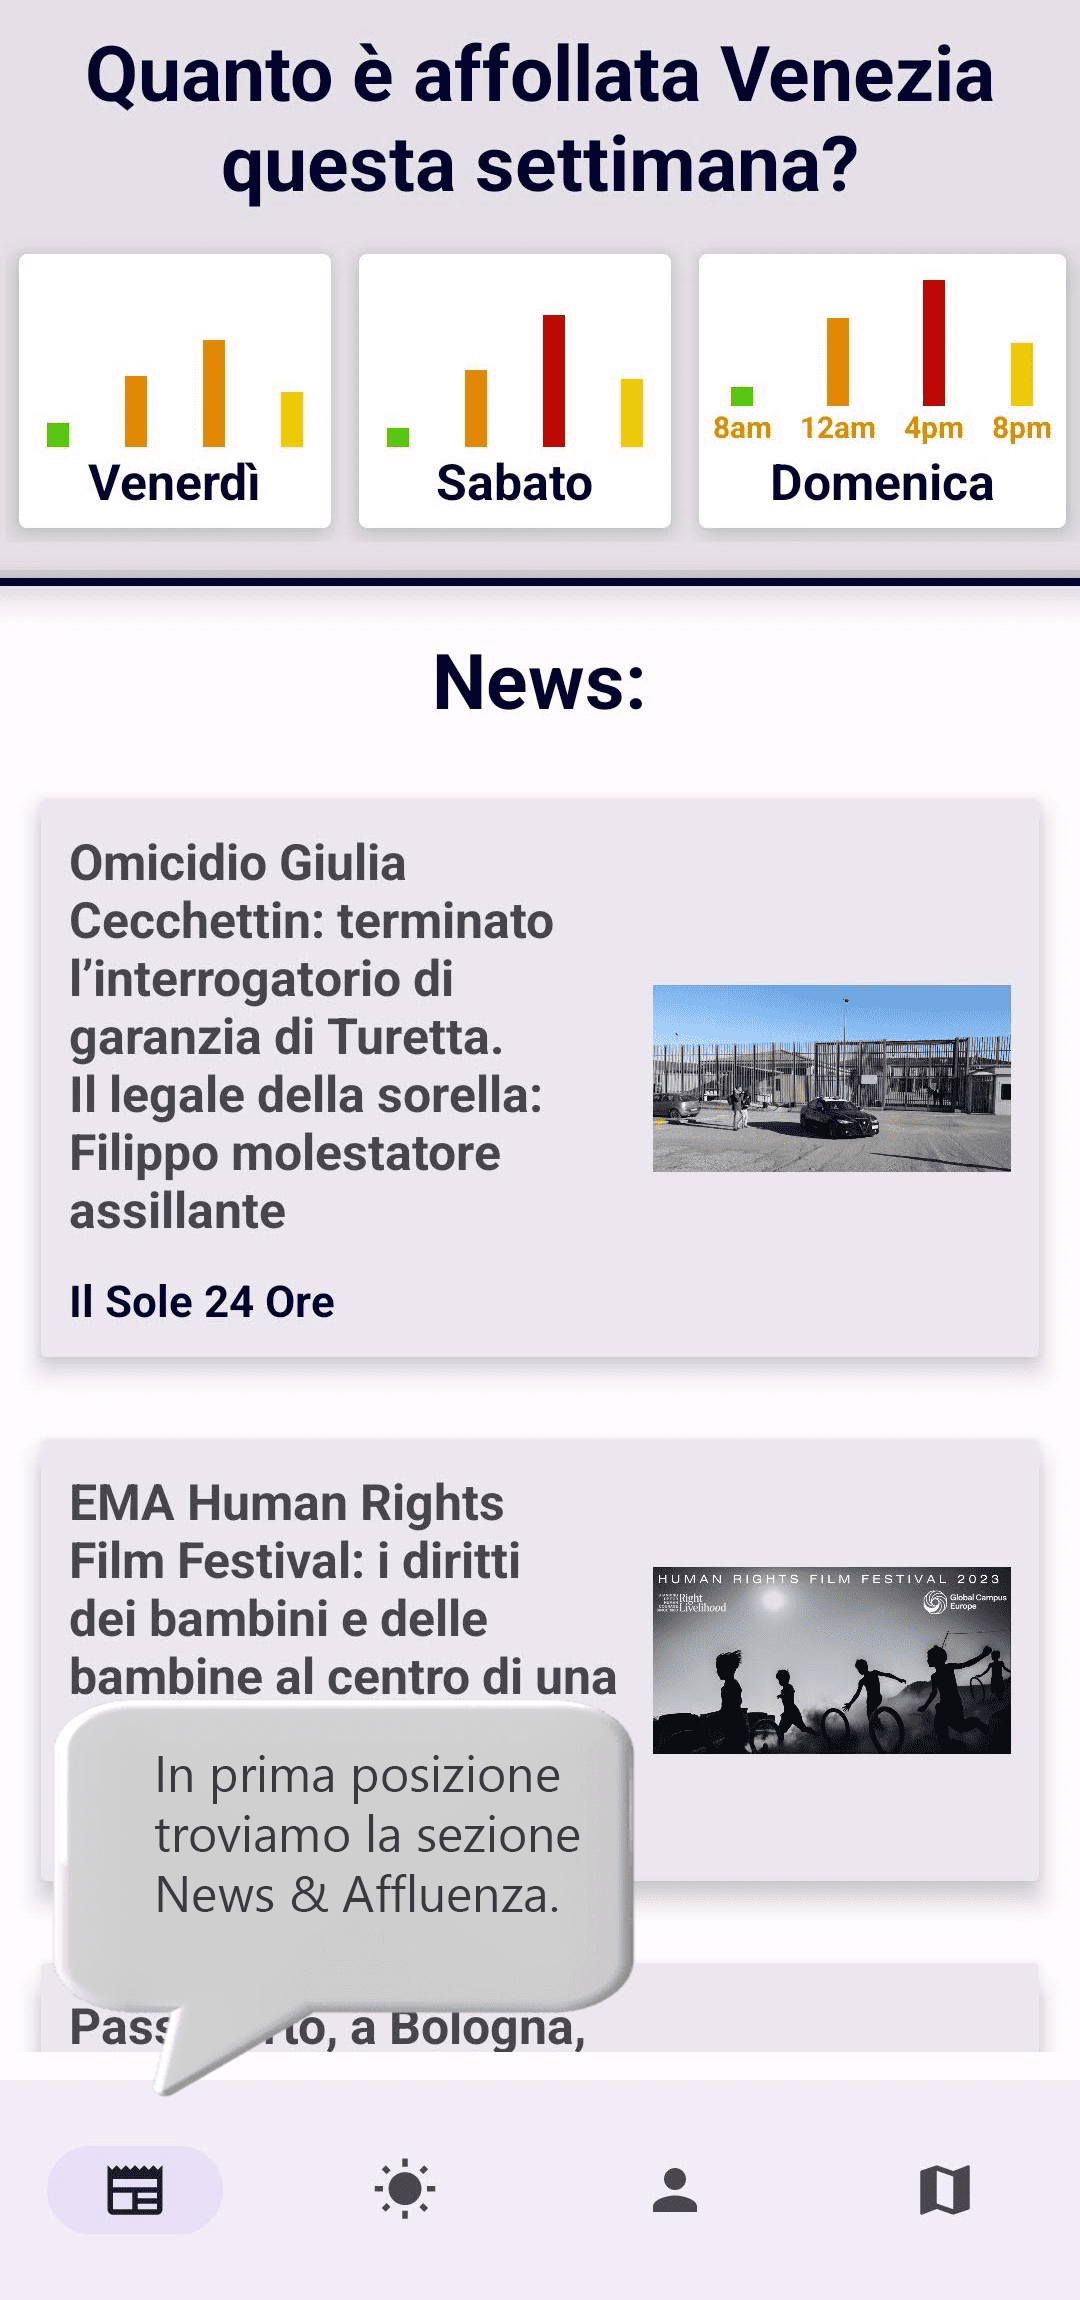 Quanto è affollata Venezia
questa settimana?
8am 12am 4pm 8pm
Venerdì Sabato Domenica
News:
Omicidio Giulia
Cecchettin: terminato
l’interrogatorio di
garanzia di Turetta.
Il legale della sorella:
Filippo molestatore
assillante
Il Sole 24 Ore
EMA Human Rights
Film Festival: i diritti
dei bambini e delle
bambine al centro di una
HUMAN RIGHTS FILM FESTIVAL 2023
Right
Livelihood
Global Campus
Europe
In prima posizione
troviamo la sezione
News & Affluenza.
a Bologna,